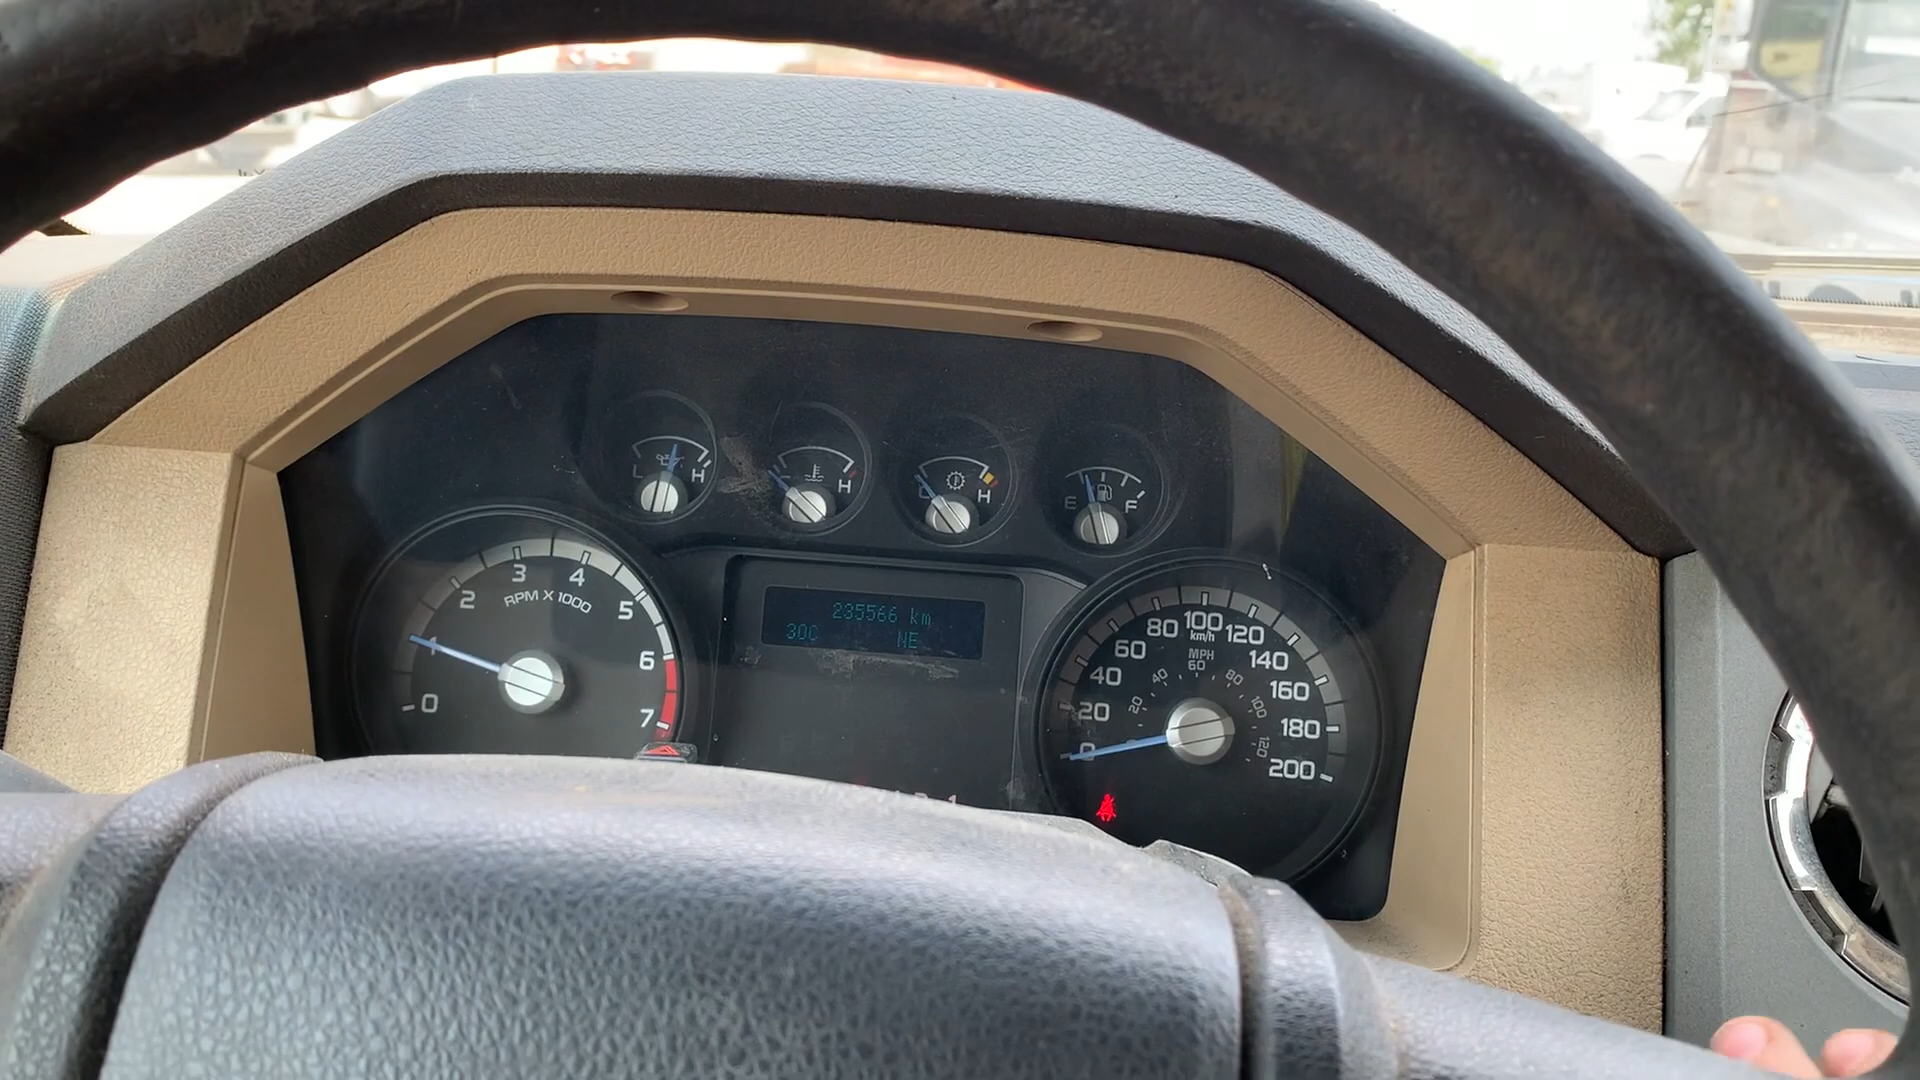 L H
H
C H
E F
0 1 2 3 4 5 6 7
RPM X 1000
235566 km
30C NE
0 20 40 60 80 100 120 140 160 180 200
km/h
MPH
20 40 60 80 100 120